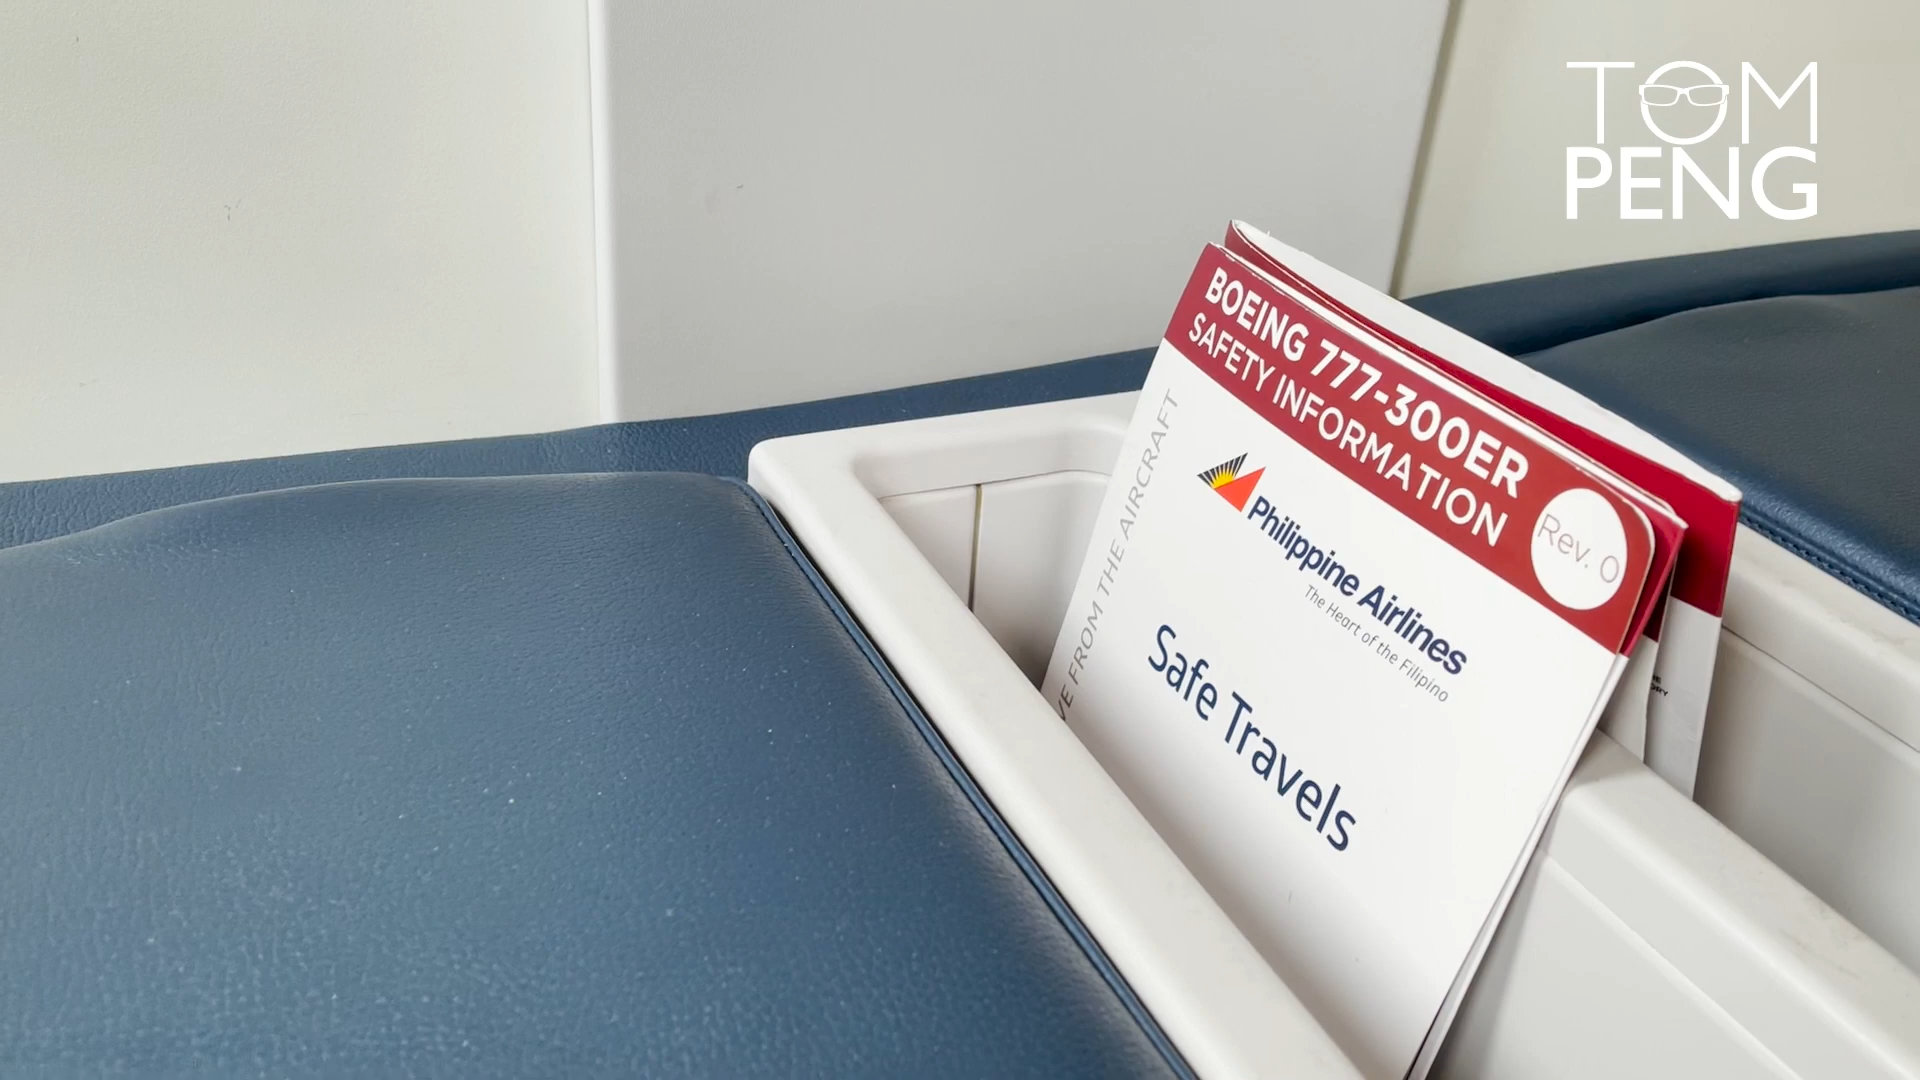 TOM
PENG
BOEING 777-300ER
SAFETY INFORMATION
Rev. 0
Philippine Airlines
The Heart of the Filipino
Safe Travels
FROM THE AIRCRAFT